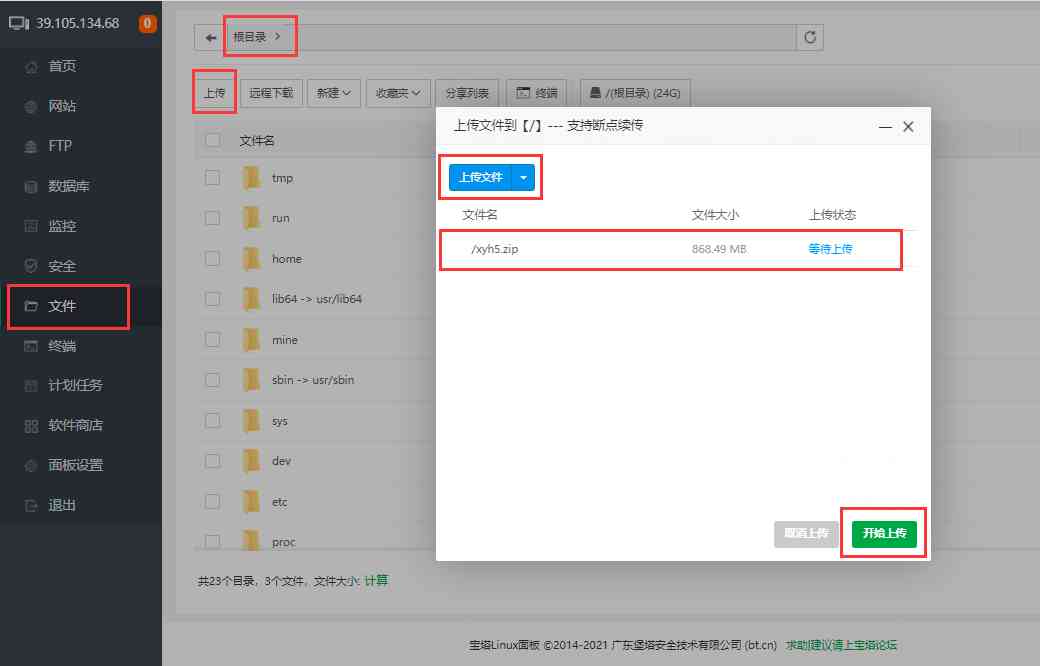 39.105.134.68 0
首页
网站
FTP
数据库
监控
安全
文件
终端
计划任务
软件商店
面板设置
退出
根目录
上传 远程下载 新建 收藏夹 分享列表 终端 /(根目录) (24G)
文件名
tmp
run
home
lib64 -> usr/lib64
mine
sbin -> usr/sbin
sys
dev
etc
proc
共23个目录，3个文件，文件大小: 计算
上传文件到【/】--- 支持断点续传
上传文件
文件名 文件大小 上传状态
/xyh5.zip 868.49 MB 等待上传
取消上传 开始上传
宝塔Linux面板 ©2014-2021 广东堡塔安全技术有限公司 (bt.cn) 求助|建议请上宝塔论坛